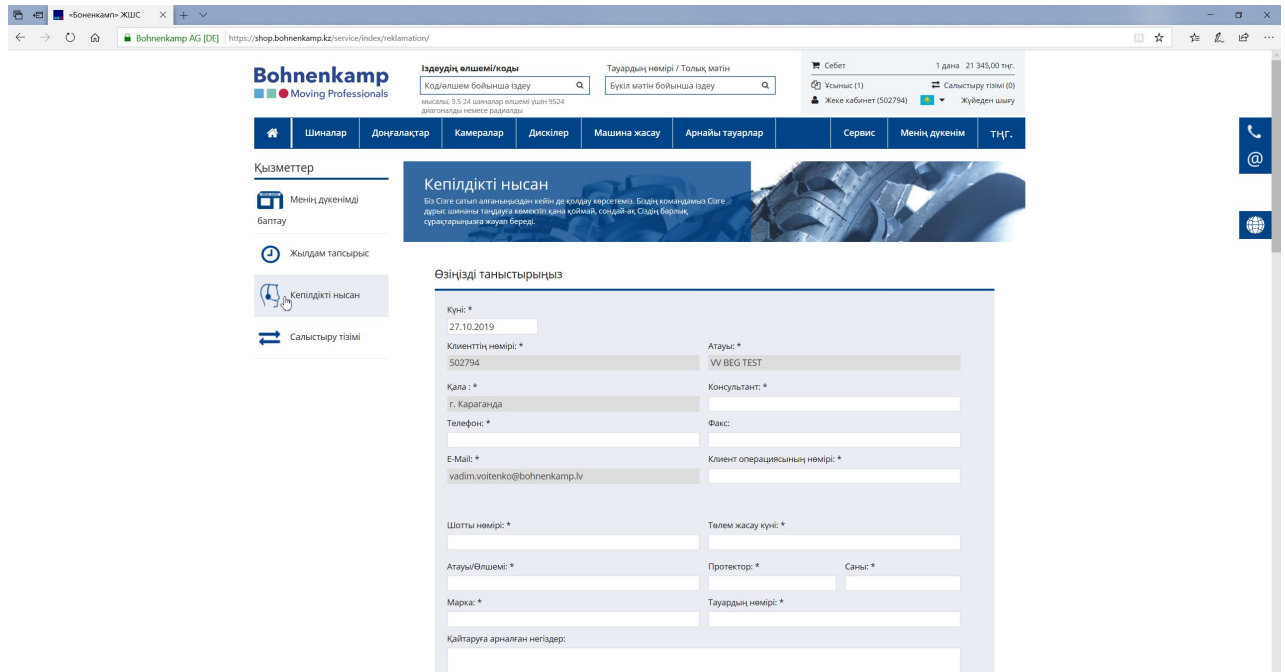 «Боненкамп» ЖШС
Bohnenkamp AG [DE]
https://shop.bohnenkamp.kz/service/index/reklamation/
Bohnenkamp
Moving Professionals
Іздеудің өлшемі/коды
Код/өлшем бойынша іздеу
мысалы, 9.5 24 шиналар өлшемі үшін 9524
диагоналды немесе радиалды
Тауардың нөмірі / Толық мәтін
Бүкіл мәтін бойынша іздеу
Себет 1 дана 21 345,00 тңг.
Ұсыныс (1) Салыстыру тізімі (0)
Жеке кабинет (502794) Жүйеден шығу
Шиналар Доңғалақтар Камералар Дискілер Машина жасау Арнайы тауарлар Сервис Менің дүкенім тңг.
Қызметтер
Менің дүкенімді
баптау
Жылдам тапсырыс
Кепілдікті нысан
Салыстыру тізімі
Кепілдікті нысан
Біз Сізге сатып алғаныңыздан кейін де қолдау көрсетеміз. Біздің командамыз Сізге
дұрыс шинаны таңдауға көмектіп қана қоймай, сондай-ақ Сіздің барлық
сұрақтарыңызға жауап береді.
Өзіңізді таныстырыңыз
Күні: *
27.10.2019
Клиенттің нөмірі: * Атауы: *
502794 VV BEG TEST
Қала : * Консультант: *
г. Караганда
Телефон: * Факс:
E-Mail: * Клиент операциясының нөмірі: *
vadim.voitenko@bohnenkamp.lv
Шотты нөмірі: * Төлем жасау күні: *
Атауы/Өлшемі: * Протектор: * Саны: *
Марка: * Тауардың нөмірі: *
Қайтаруға арналған негіздер: